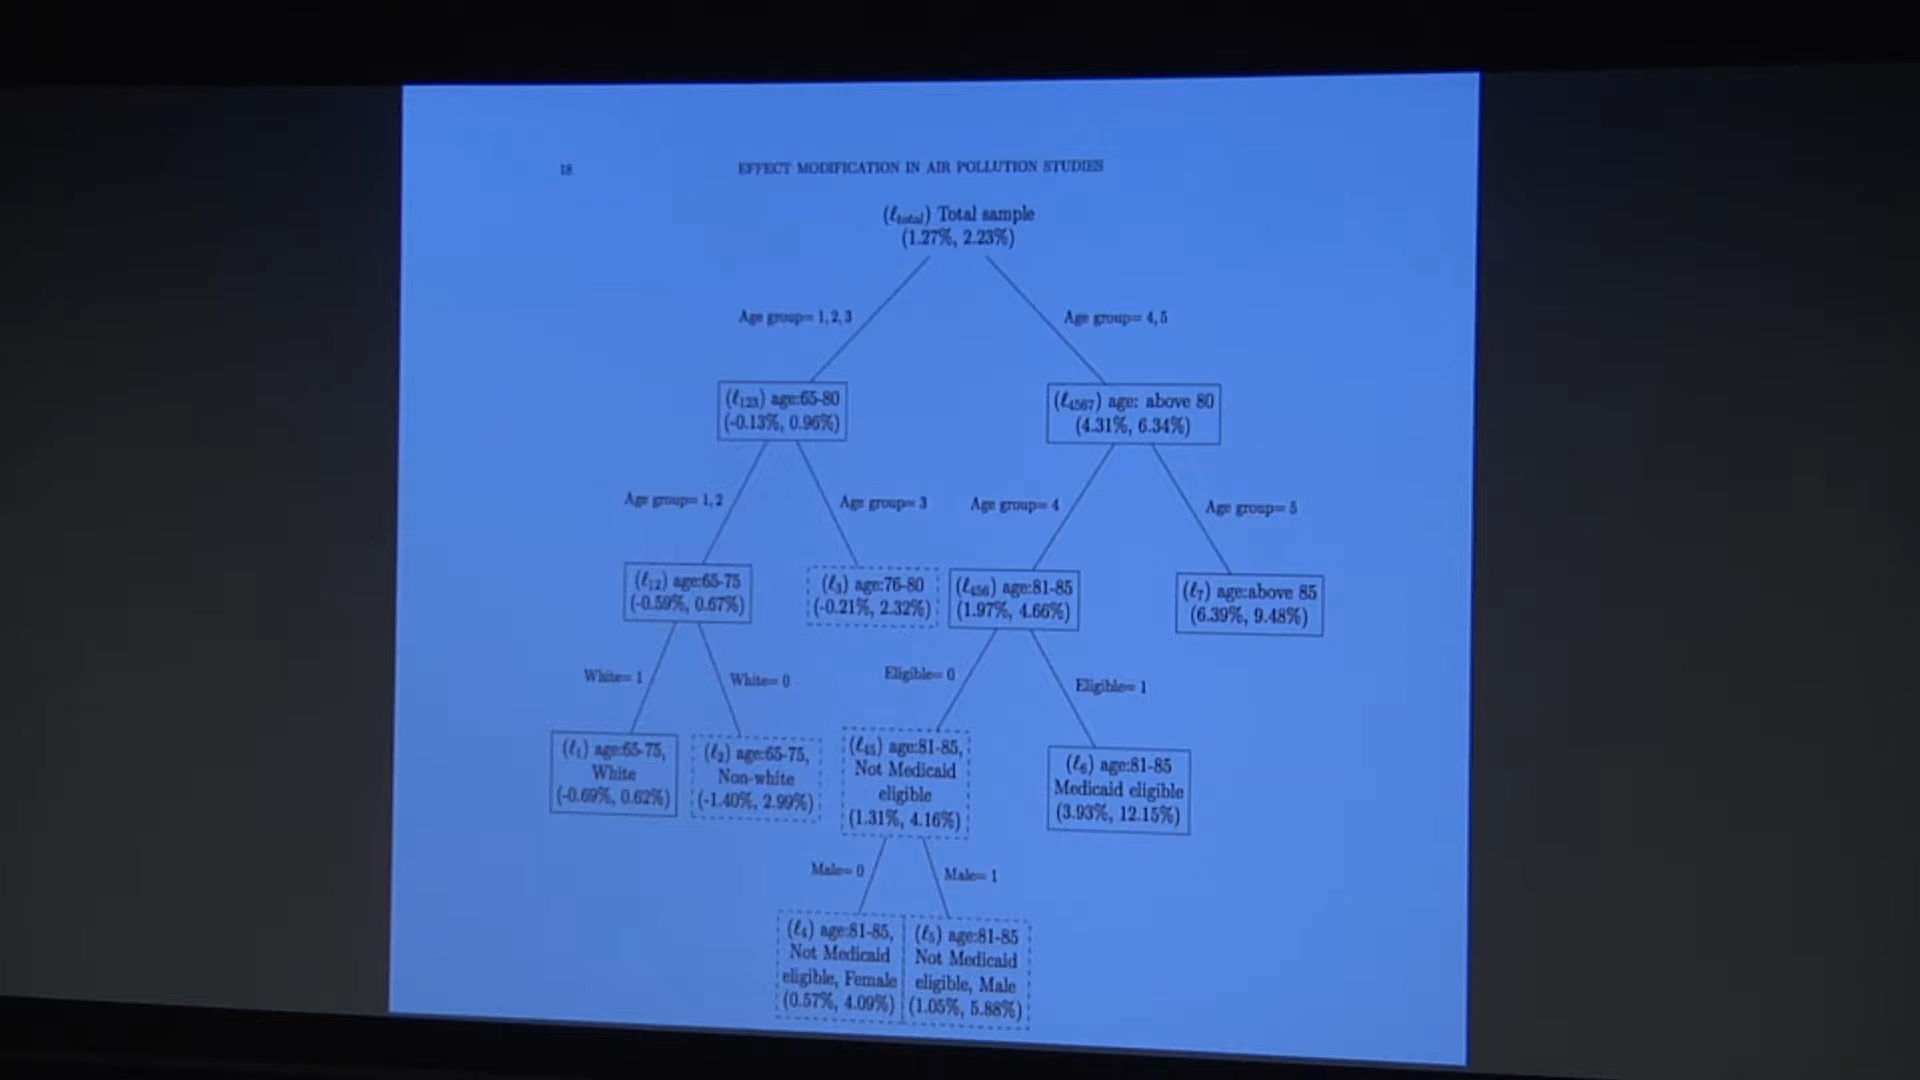 18
EFFECT MODIFICATION IN AIR POLLUTION STUDIES
(ℓtotal) Total sample
(1.27%, 2.23%)
Age group= 1, 2, 3
Age group= 4, 5
(ℓ123) age:65-80
(-0.13%, 0.96%)
(ℓ4567) age: above 80
(4.31%, 6.34%)
Age group= 1, 2
Age group= 3
Age group= 4
Age group= 5
(ℓ12) age:65-75
(-0.59%, 0.67%)
(ℓ3) age:76-80
(-0.21%, 2.32%)
(ℓ456) age:81-85
(1.97%, 4.66%)
(ℓ7) age:above 85
(6.39%, 9.48%)
White= 1
White= 0
Eligible= 0
Eligible= 1
(ℓ1) age:65-75,
White
(-0.69%, 0.62%)
(ℓ2) age:65-75,
Non-white
(-1.40%, 2.99%)
(ℓ45) age:81-85,
Not Medicaid
eligible
(1.31%, 4.16%)
(ℓ6) age:81-85
Medicaid eligible
(3.93%, 12.15%)
Male= 0
Male= 1
(ℓ4) age:81-85,
Not Medicaid
eligible, Female
(0.57%, 4.09%)
(ℓ5) age:81-85
Not Medicaid
eligible, Male
(1.05%, 5.88%)